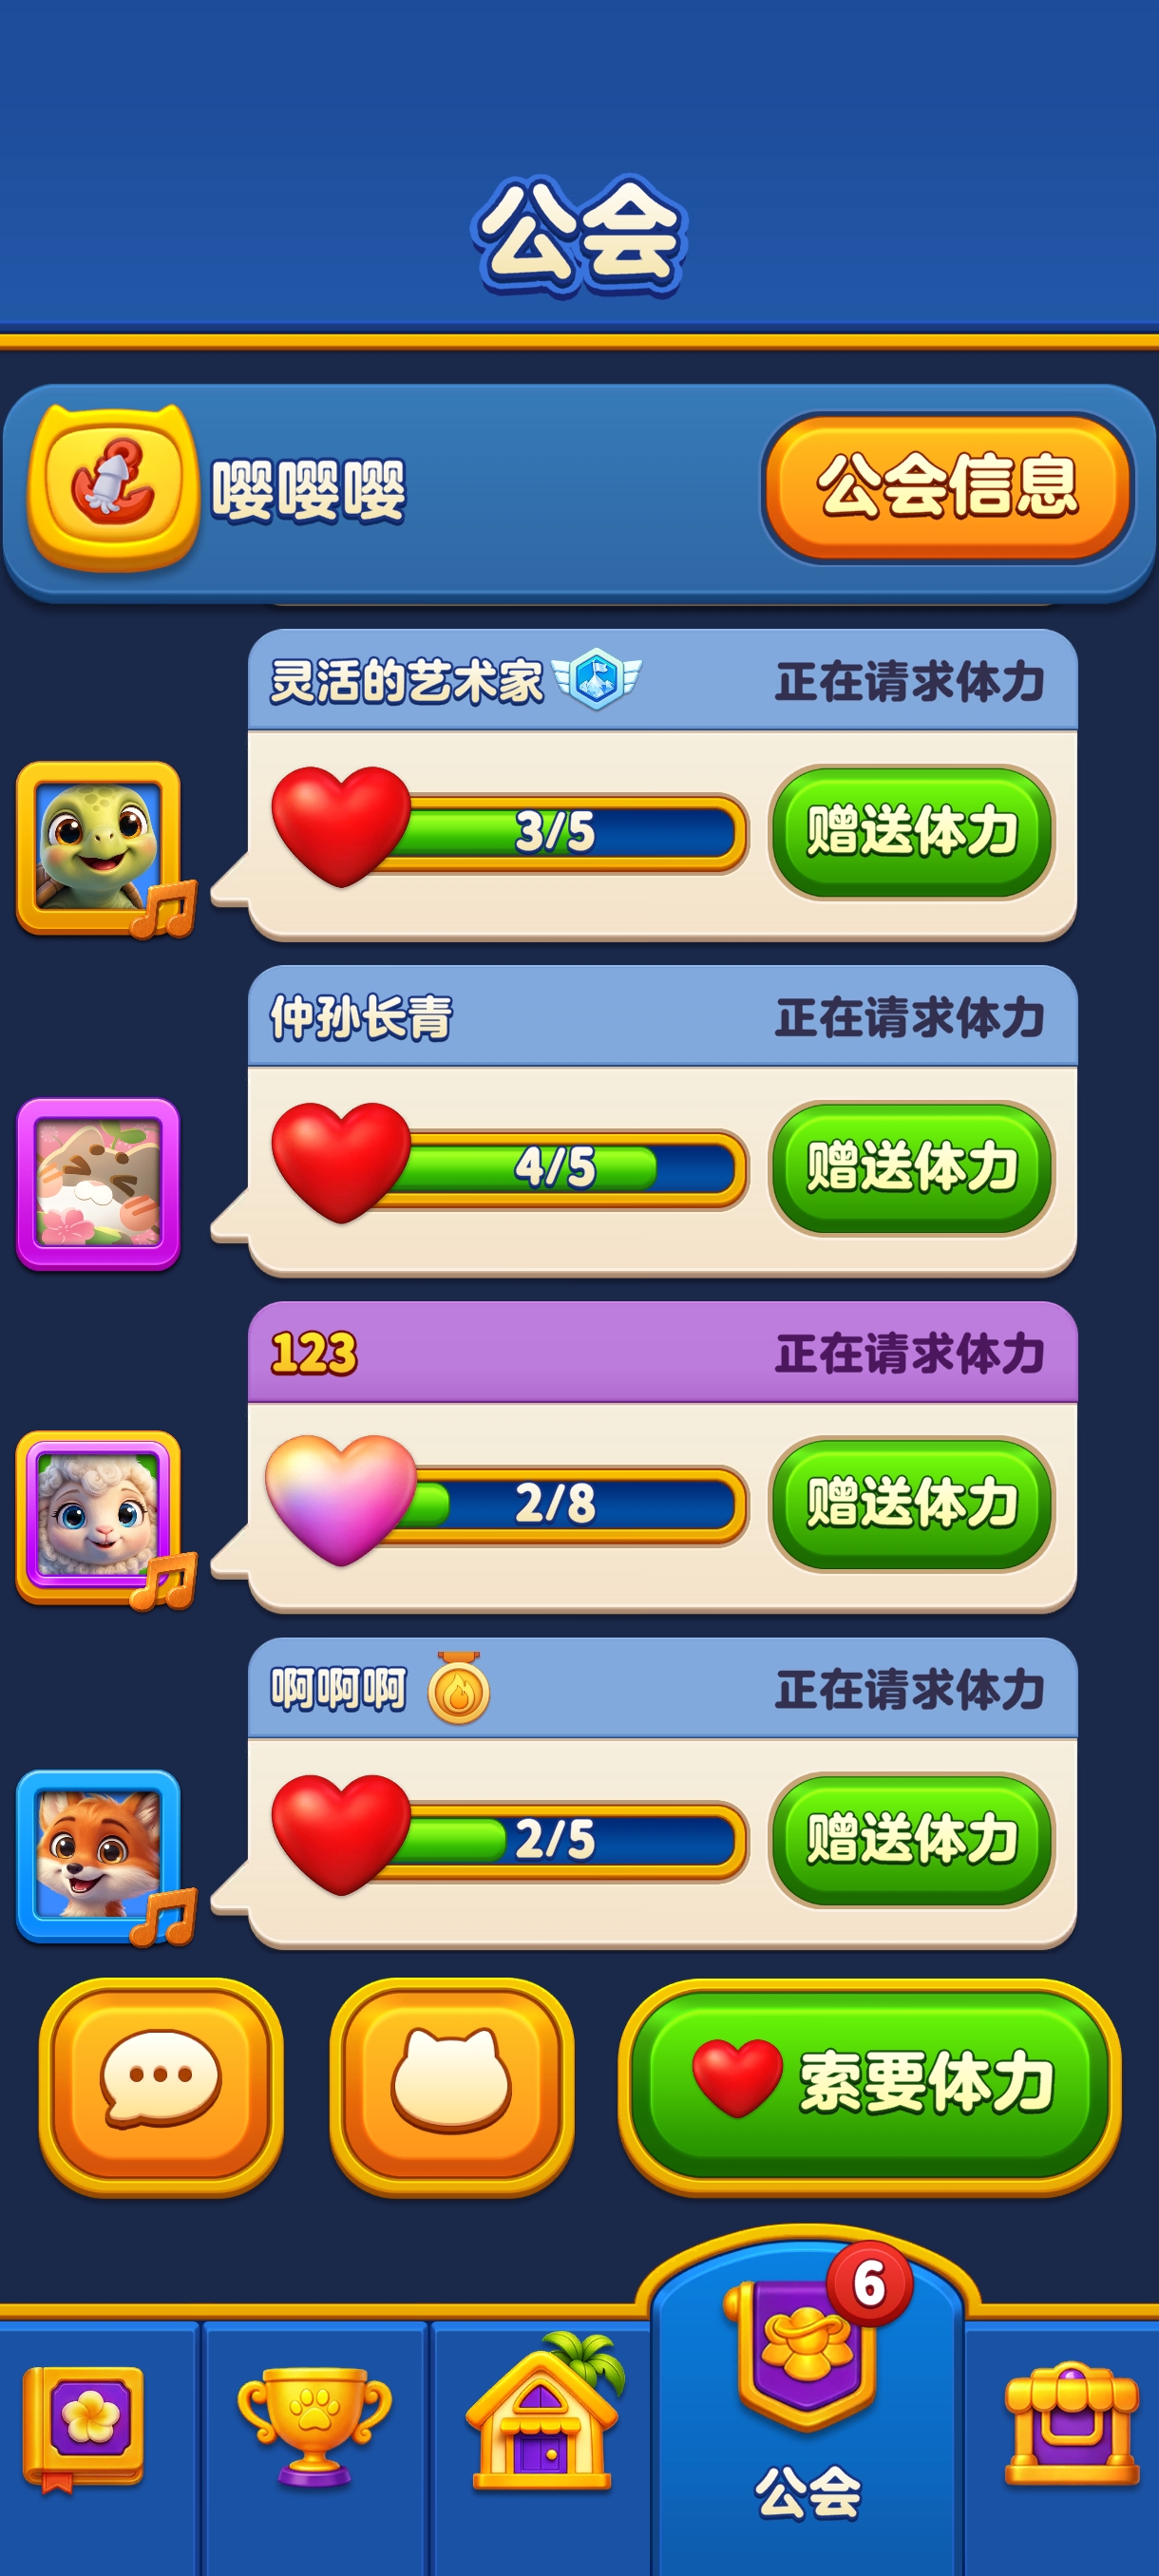 公会
嘤嘤嘤
公会信息
灵活的艺术家 正在请求体力
3/5 赠送体力
仲孙长青 正在请求体力
4/5 赠送体力
123 正在请求体力
2/8 赠送体力
啊啊啊 正在请求体力
2/5 赠送体力
索要体力
6
公会